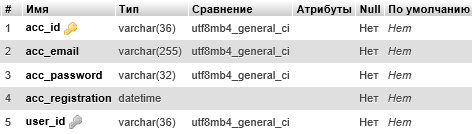 # Имя Тип Сравнение Атрибуты Null По умолчанию
1 acc_id varchar(36) utf8mb4_general_ci Нет Нет
2 acc_email varchar(255) utf8mb4_general_ci Нет Нет
3 acc_password varchar(32) utf8mb4_general_ci Нет Нет
4 acc_registration datetime Нет Нет
5 user_id varchar(36) utf8mb4_general_ci Нет Нет